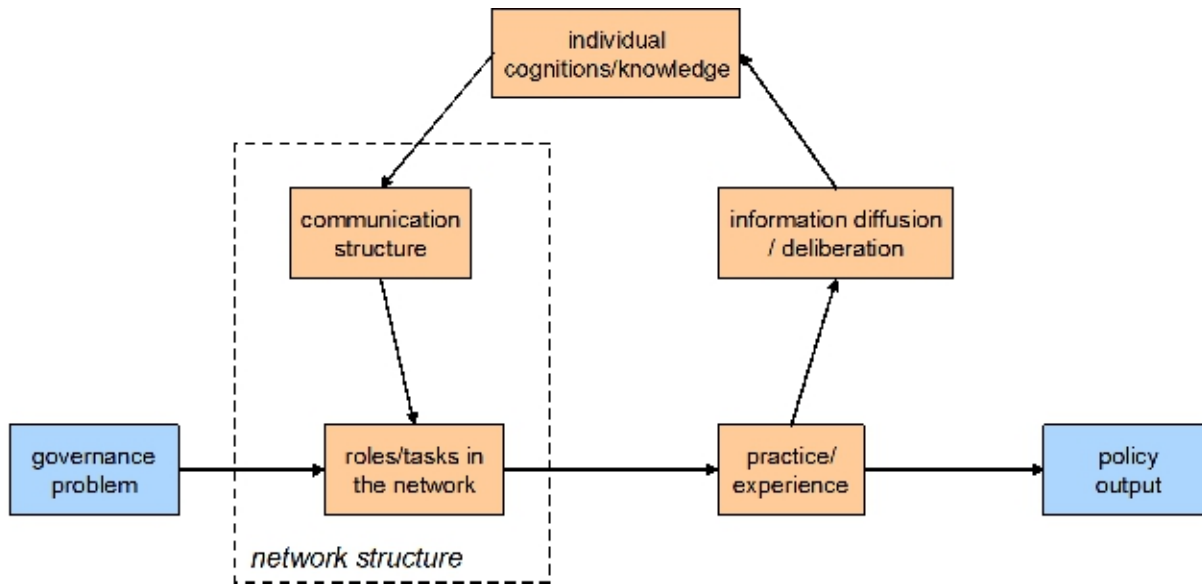 individual
cognitions/knowledge
communication
structure
information diffusion
/ deliberation
governance
problem
roles/tasks in
the network
practice/
experience
policy
output
network structure